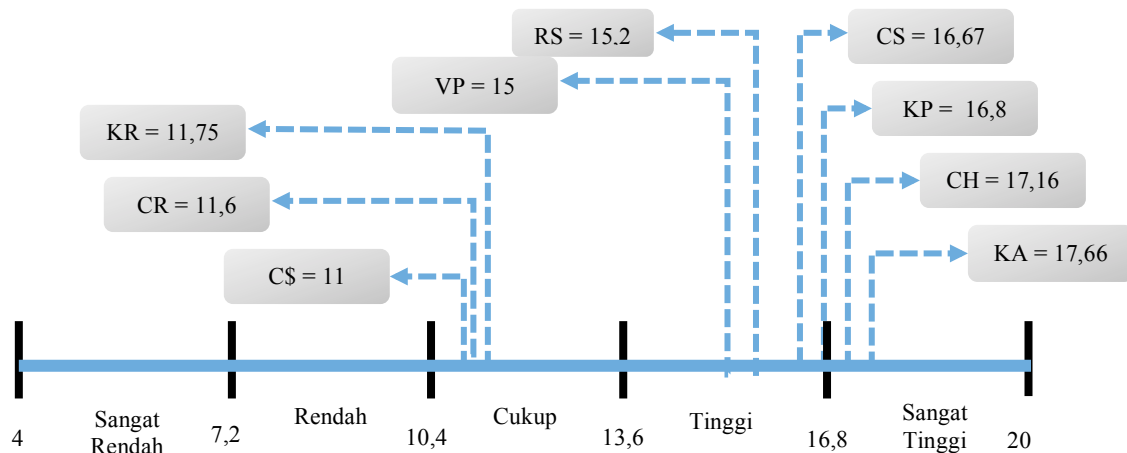 RS = 15,2
CS = 16,67
VP = 15
KP = 16,8
KR = 11,75
CH = 17,16
CR = 11,6
KA = 17,66
C$ = 11
4
Sangat
Rendah
7,2
Rendah
10,4
Cukup
13,6
Tinggi
16,8
Sangat
Tinggi
20